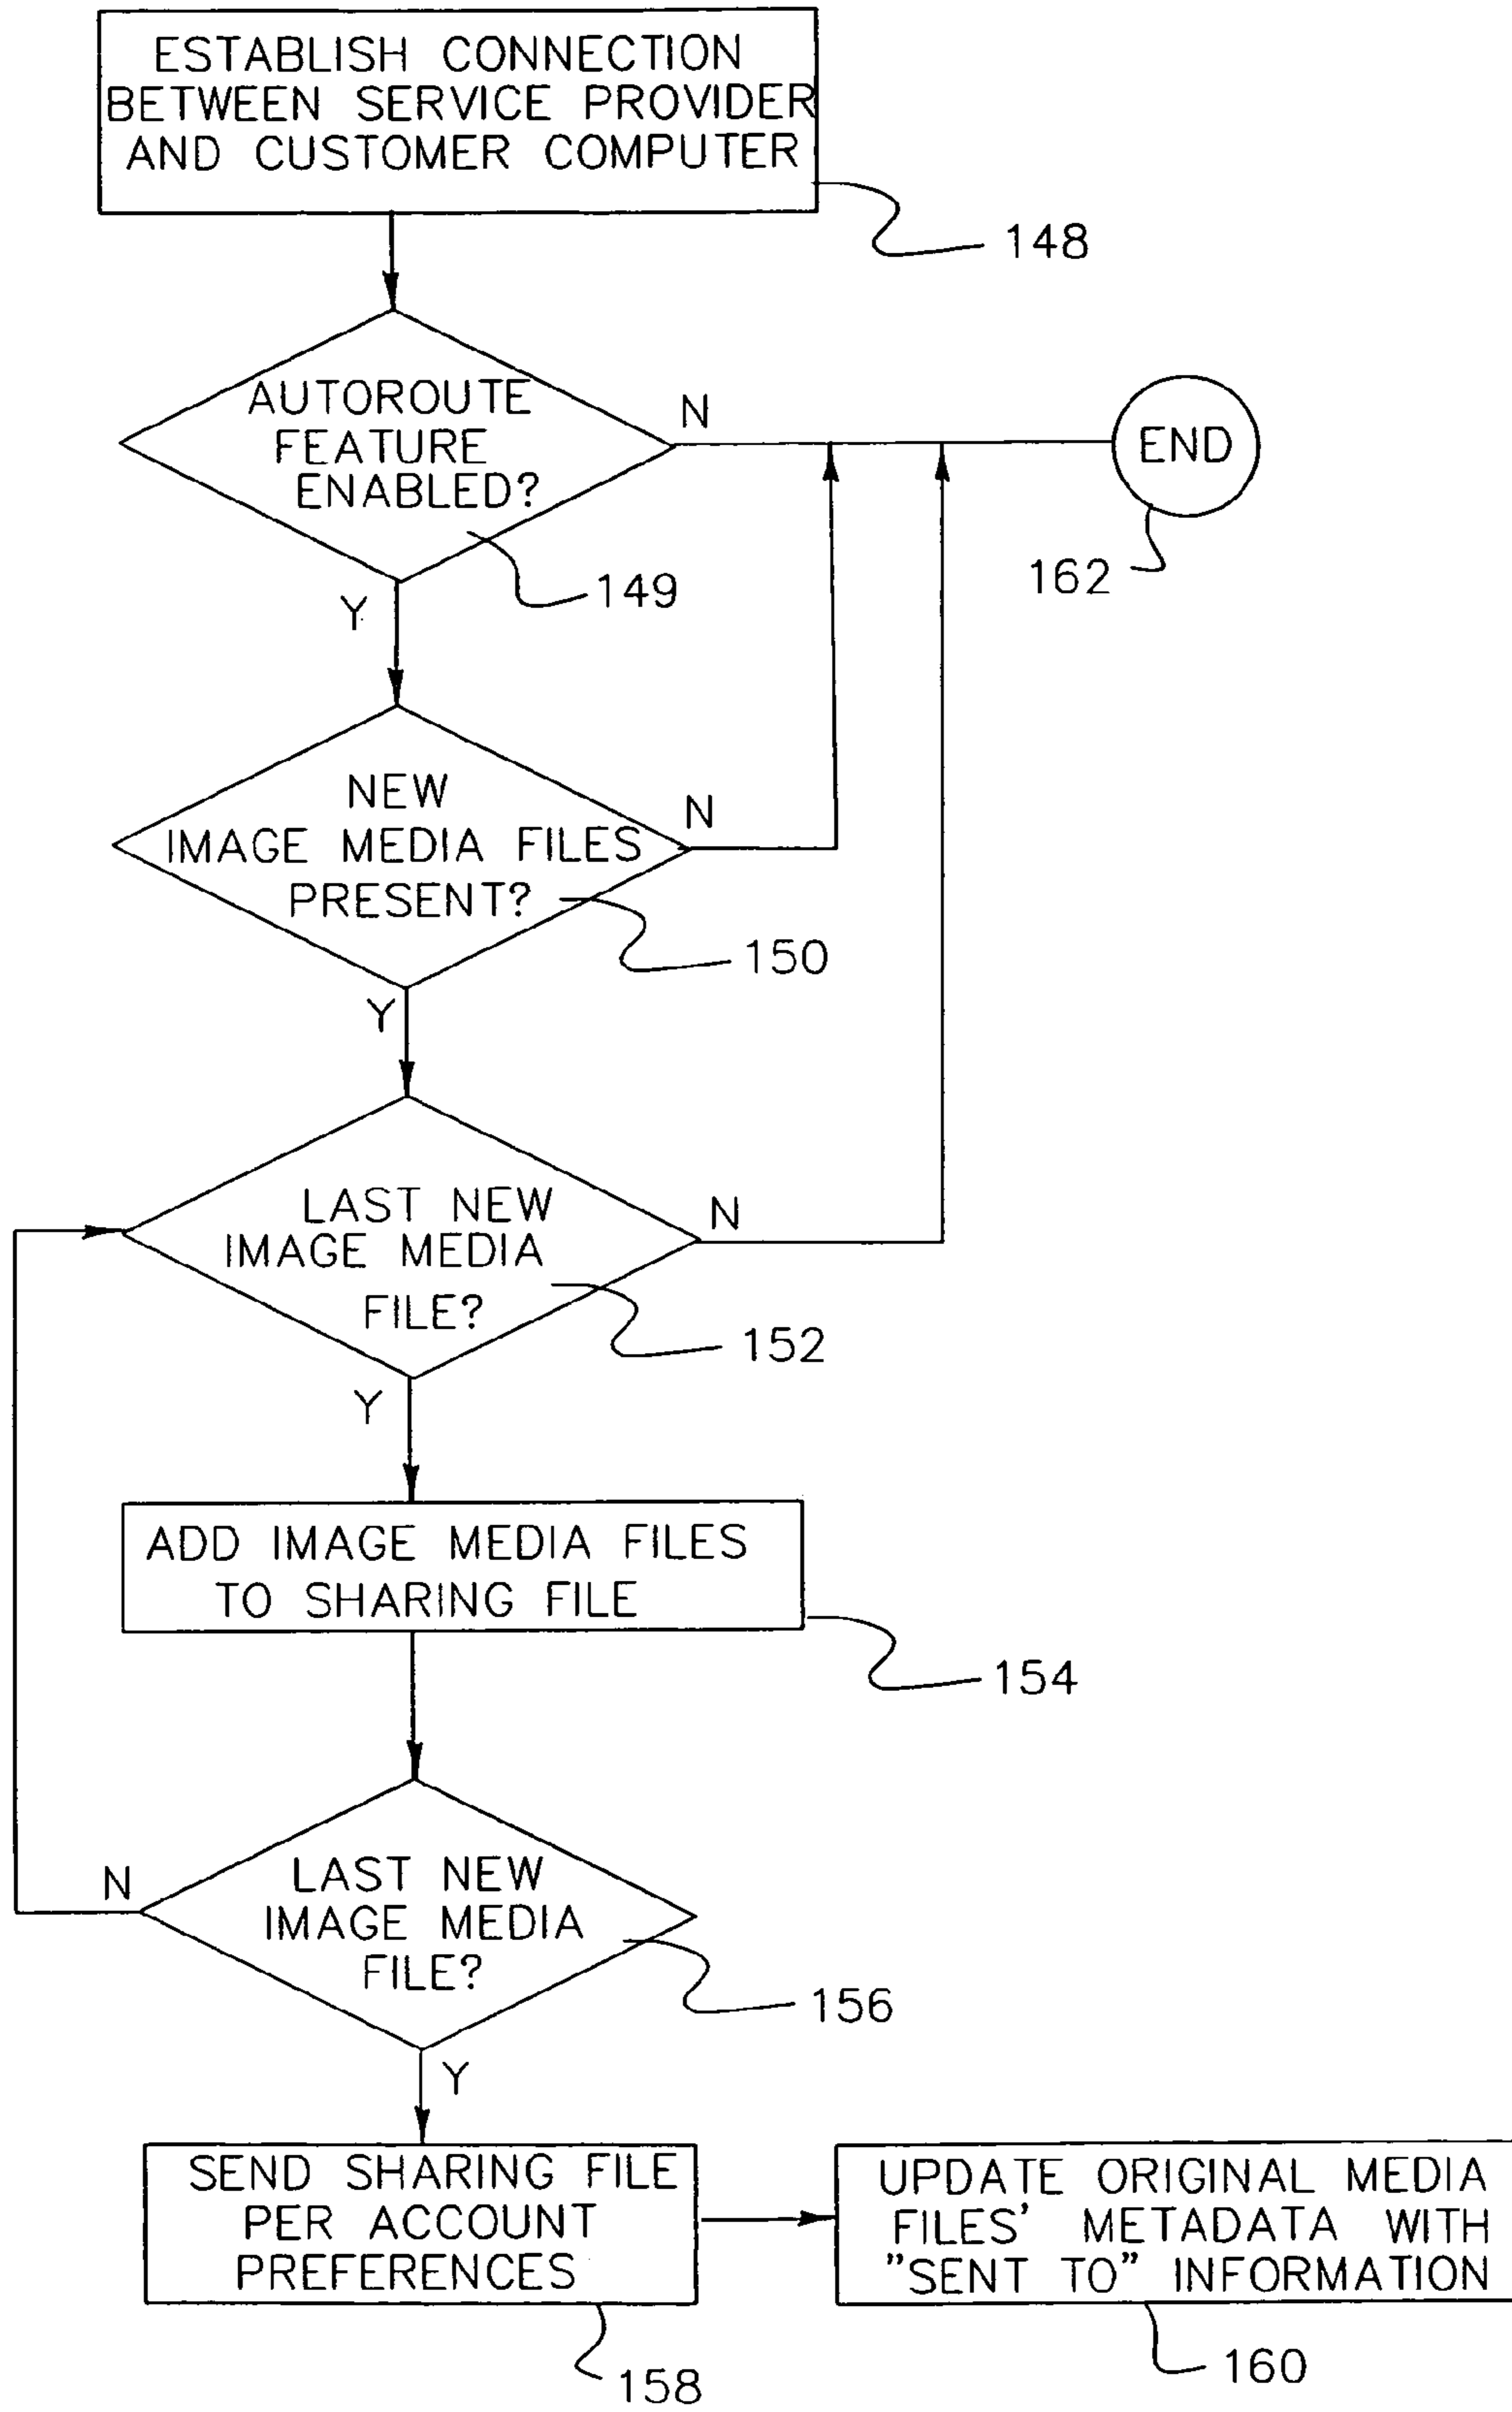 ESTABLISH CONNECTION
BETWEEN SERVICE PROVIDER
AND CUSTOMER COMPUTER
148
AUTOROUTE
FEATURE
ENABLED?
N
END
162
149
Y
NEW
IMAGE MEDIA FILES
PRESENT?
N
150
Y
LAST NEW
IMAGE MEDIA
FILE?
N
152
Y
ADD IMAGE MEDIA FILES
TO SHARING FILE
154
LAST NEW
IMAGE MEDIA
FILE?
N
156
Y
SEND SHARING FILE
PER ACCOUNT
PREFERENCES
158
UPDATE ORIGINAL MEDIA
FILES' METADATA WITH
"SENT TO" INFORMATION
160